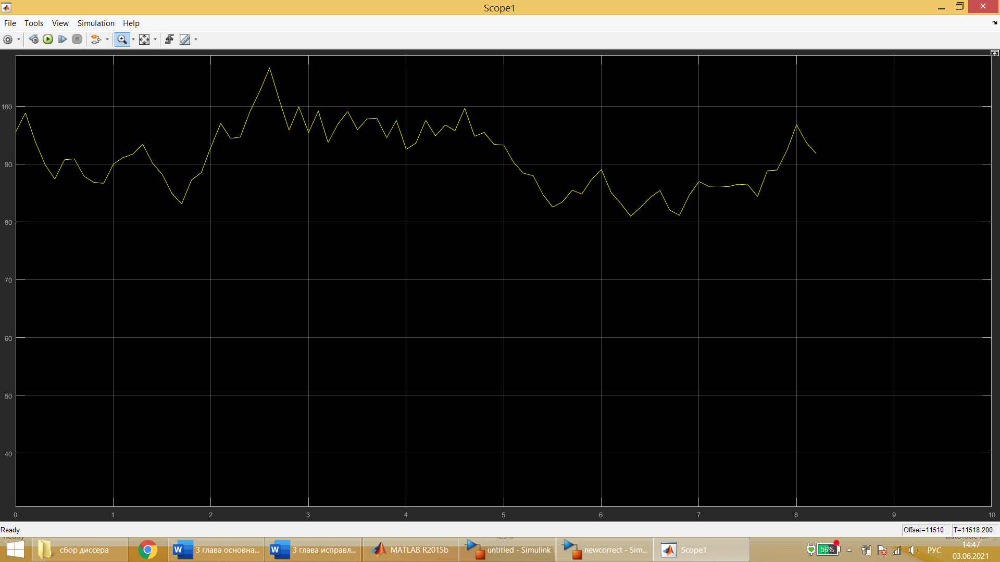 Scope1
File Tools View Simulation Help
100
90
80
70
60
50
40
0 1 2 3 4 5 6 7 8 9 10
Ready
Offset=11510 T=11518.200
сбор диссера
3 глава основна...
3 глава исправл...
MATLAB R2015b
untitled - Simulink
newcorrect - Sim...
Scope1
56%
РУС
14:47
03.06.2021